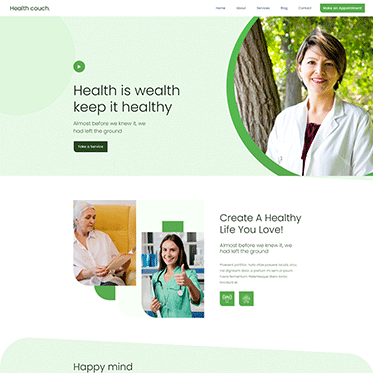 Health couch.
Home
About
Services
Blog
Contact
Make an Appointment
Health is wealth
keep it healthy
Almost before we knew it, we
had left the ground
Take a Service
Create A Healthy
Life You Love!
Almost before we knew it, we
had left the ground
Happy mind